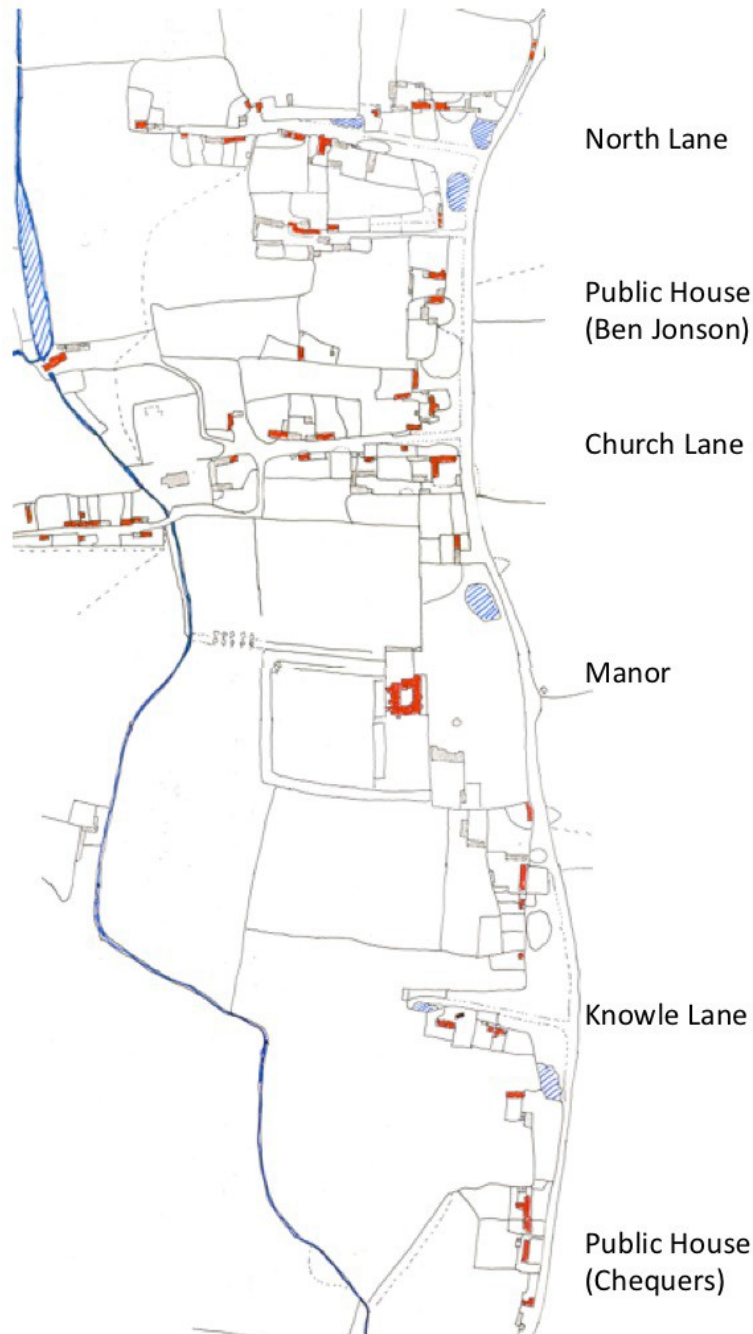 North Lane
Public House
(Ben Jonson)
Church Lane
Manor
Knowle Lane
Public House
(Chequers)